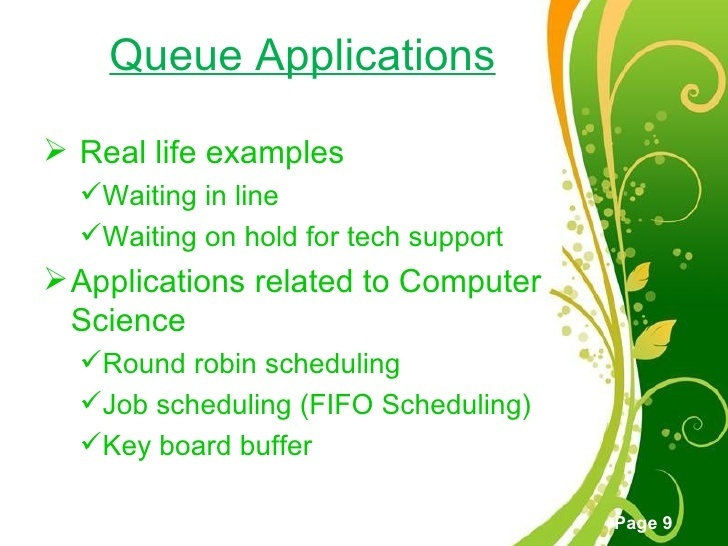 Queue Applications
➢ Real life examples
✓Waiting in line
✓Waiting on hold for tech support
➢Applications related to Computer
Science
✓Round robin scheduling
✓Job scheduling (FIFO Scheduling)
✓Key board buffer
Page 9